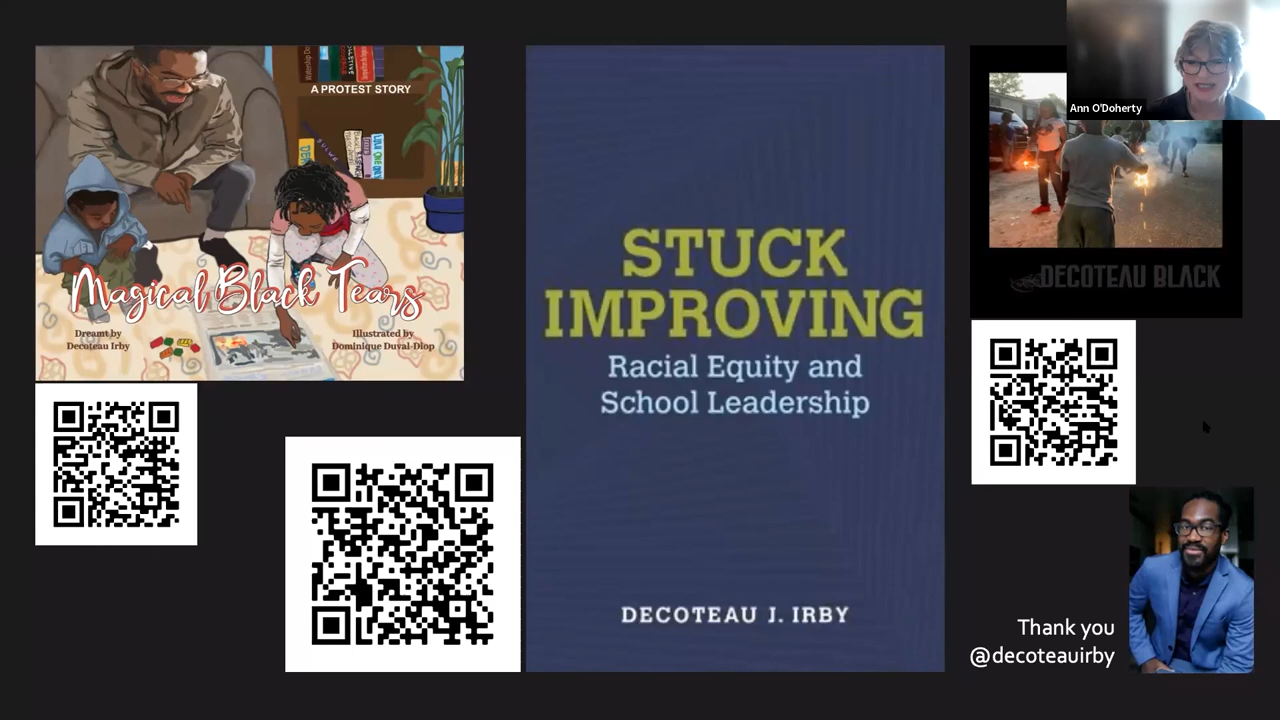 A PROTEST STORY
Magical Black Tears
Dreamt by
Decoteau Irby
Illustrated by
Dominique Duval-Diop
STUCK
IMPROVING
Racial Equity and
School Leadership
DECOTEAU J. IRBY
Ann O'Doherty
DECOTEAU BLACK
Thank you
@decoteauirby